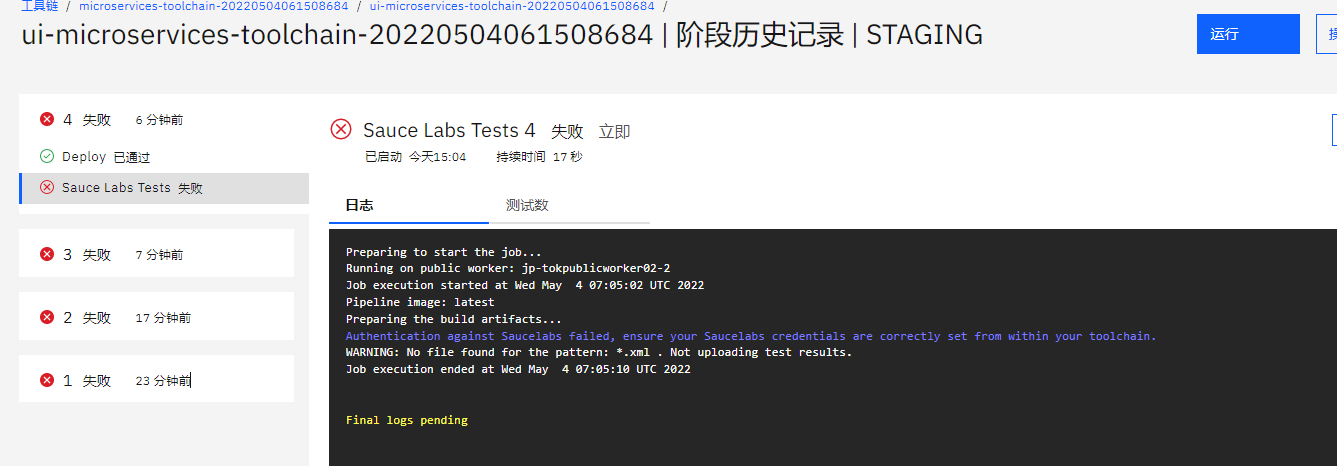 工具链 / microservices-toolchain-20220504061508684 / ui-microservices-toolchain-20220504061508684 /
ui-microservices-toolchain-20220504061508684 | 阶段历史记录 | STAGING
运行
4 失败 6 分钟前
Deploy 已通过
Sauce Labs Tests 失败
3 失败 7 分钟前
2 失败 17 分钟前
1 失败 23 分钟前
Sauce Labs Tests 4 失败 立即
已启动 今天15:04 持续时间 17 秒
日志 测试数
Preparing to start the job...
Running on public worker: jp-tokpublicworker02-2
Job execution started at Wed May  4 07:05:02 UTC 2022
Pipeline image: latest
Preparing the build artifacts...
Authentication against Saucelabs failed, ensure your Saucelabs credentials are correctly set from within your toolchain.
WARNING: No file found for the pattern: *.xml . Not uploading test results.
Job execution ended at Wed May  4 07:05:10 UTC 2022
Final logs pending